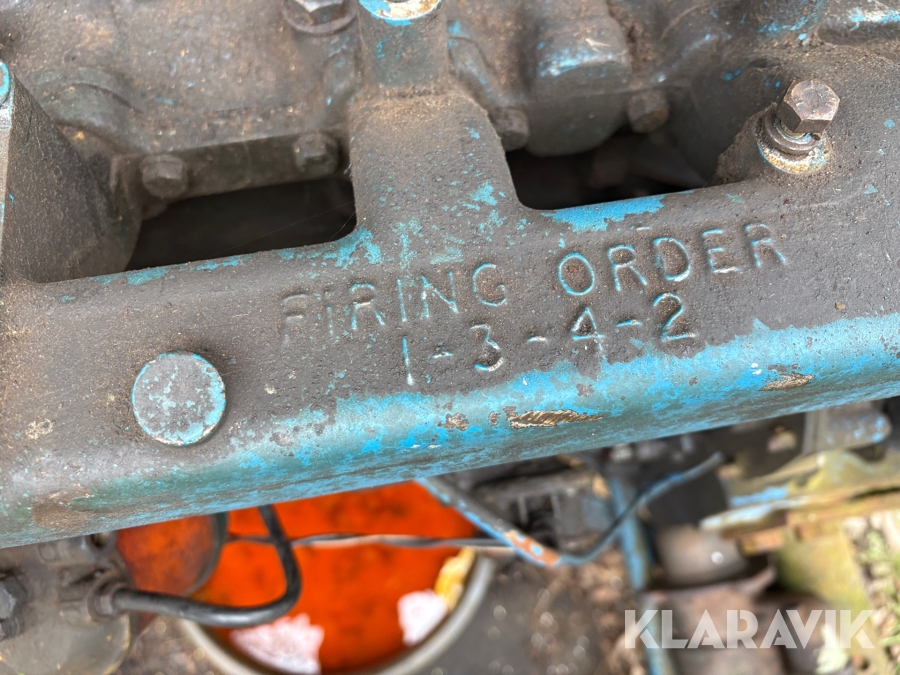 FIRING ORDER
1-3-4-2
KLARAVIK